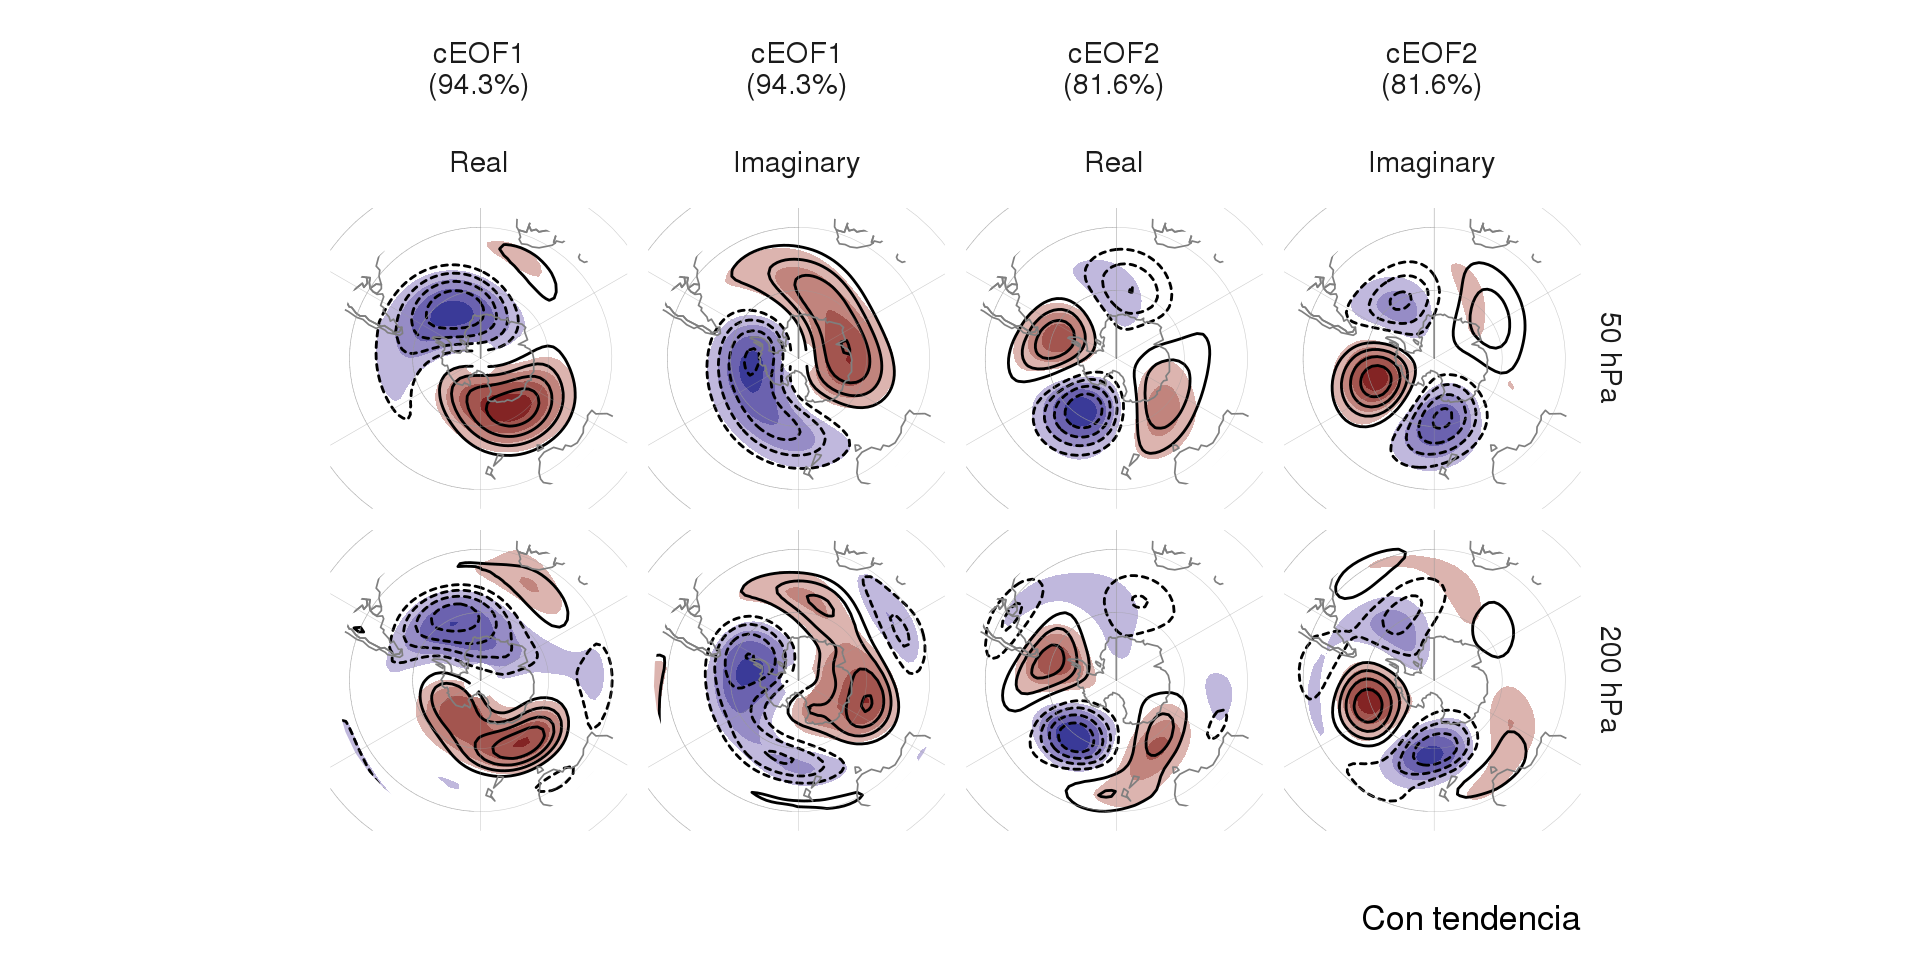 cEOF1
(94.3%)
cEOF1
(94.3%)
cEOF2
(81.6%)
cEOF2
(81.6%)
Real
Imaginary
Real
Imaginary
50 hPa
200 hPa
Con tendencia